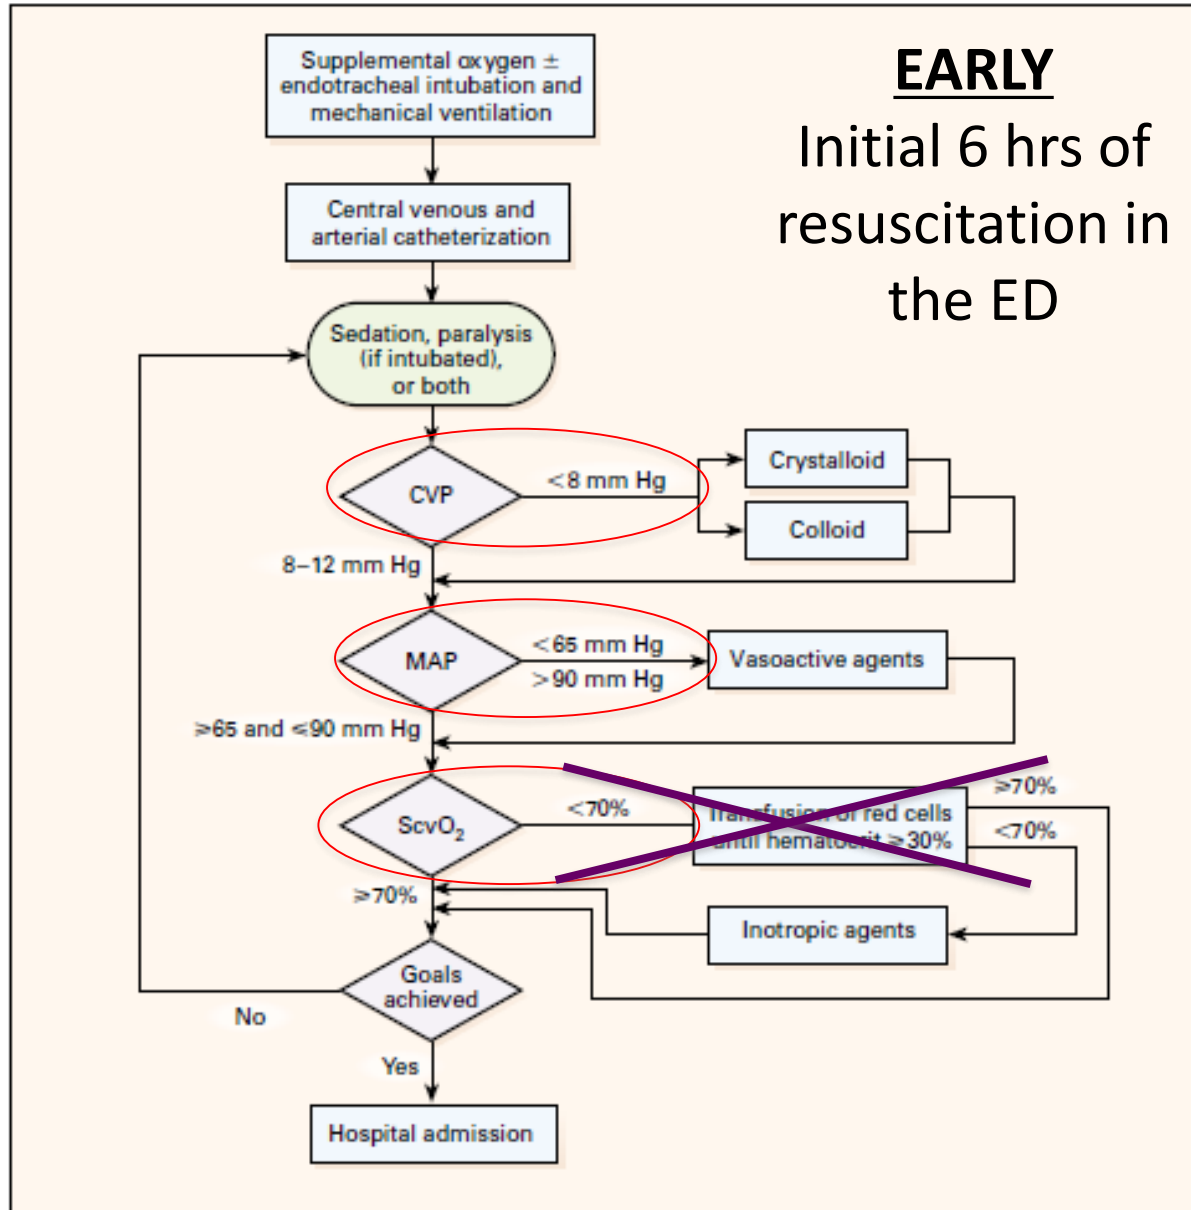 EARLY
Initial 6 hrs of
resuscitation in
the ED
Supplemental oxygen ±
endotracheal intubation and
mechanical ventilation
Central venous and
arterial catheterization
Sedation, paralysis
(if intubated),
or both
CVP
<8 mm Hg
Crystalloid
Colloid
8–12 mm Hg
MAP
<65 mm Hg
>90 mm Hg
Vasoactive agents
≥65 and ≤90 mm Hg
ScvO₂
<70%
Transfusion of red cells
until hematocrit ≥30%
≥70%
<70%
≥70%
Inotropic agents
Goals
achieved
No
Yes
Hospital admission